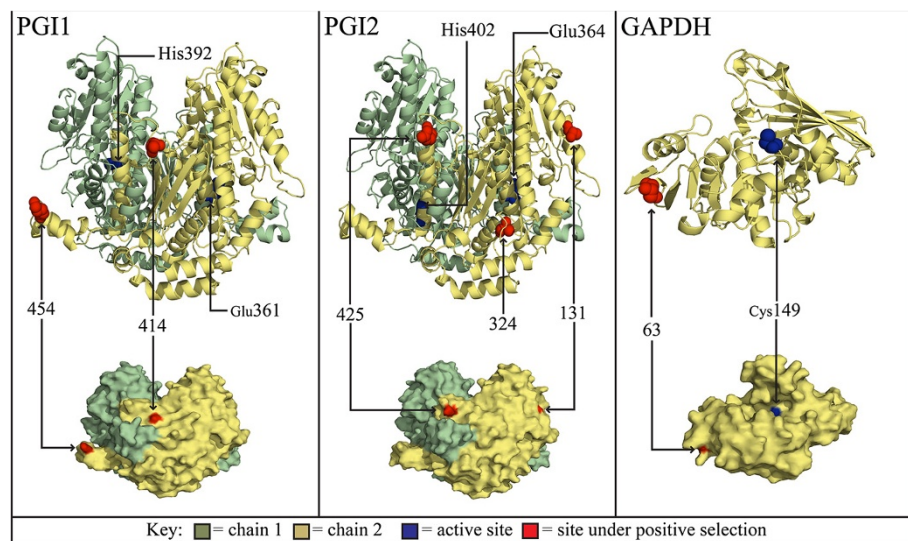 PGI1
His392
454
414
Glu361
PGI2
His402
Glu364
425
324
131
GAPDH
63
Cys149
Key: = chain 1 = chain 2 = active site = site under positive selection